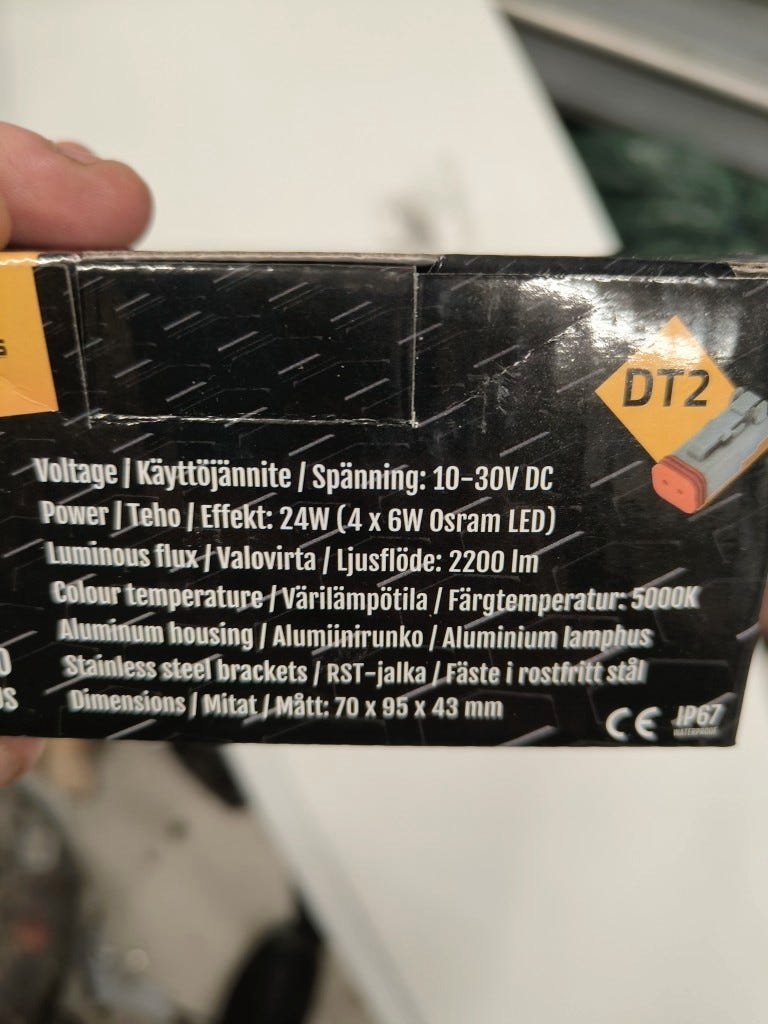 DT2
Voltage / Käyttöjännite / Spänning: 10-30V DC
Power / Teho / Effekt: 24W (4 x 6W Osram LED)
Luminous flux / Valovirta / Ljusflöde: 2200 lm
Colour temperature / Värilämpötila / Färgtemperatur: 5000K
Aluminum housing / Alumiinirunko / Aluminium lamphus
Stainless steel brackets / RST-jalka / Fäste i rostfritt stål
Dimensions / Mitat / Mått: 70 x 95 x 43 mm
CE IP67
WATERPROOF